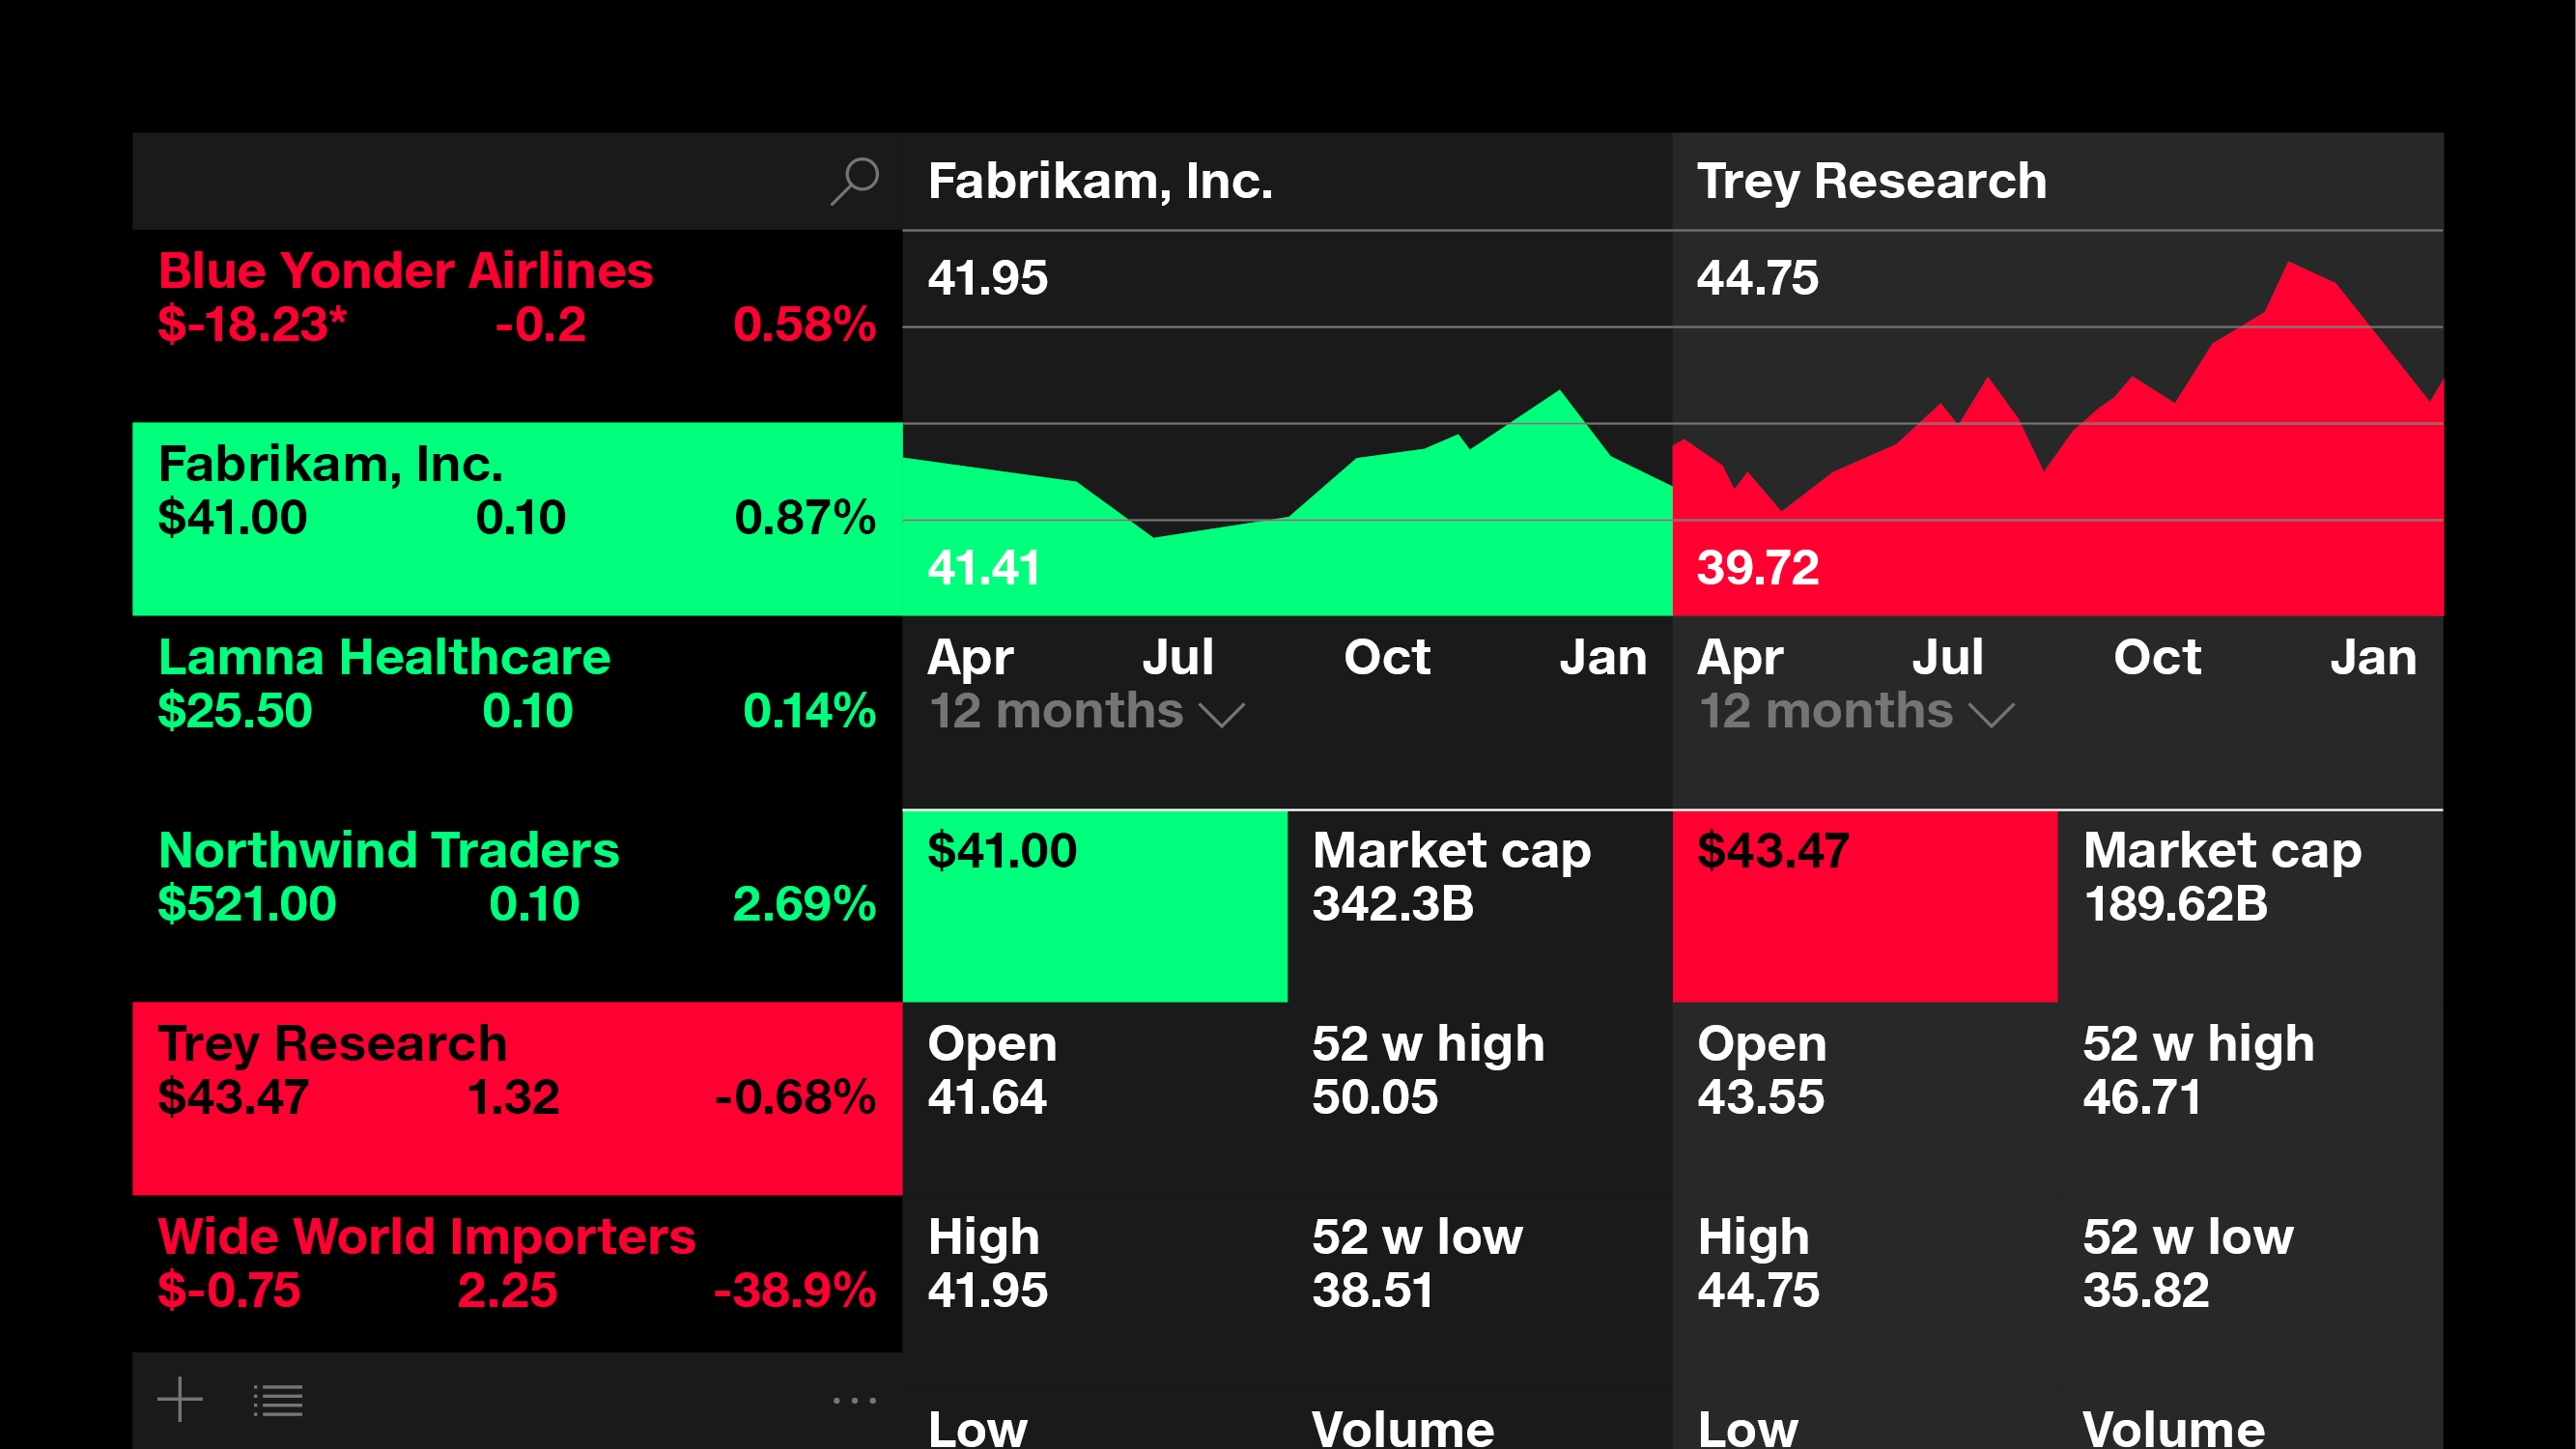 Blue Yonder Airlines
$-18.23* -0.2 0.58%
Fabrikam, Inc.
$41.00 0.10 0.87%
Lamna Healthcare
$25.50 0.10 0.14%
Northwind Traders
$521.00 0.10 2.69%
Trey Research
$43.47 1.32 -0.68%
Wide World Importers
$-0.75 2.25 -38.9%
Fabrikam, Inc.
41.95
41.41
Apr Jul Oct Jan
12 months
$41.00
Market cap
342.3B
Open
41.64
52 w high
50.05
High
41.95
52 w low
38.51
Low
Volume
Trey Research
44.75
39.72
Apr Jul Oct Jan
12 months
$43.47
Market cap
189.62B
Open
43.55
52 w high
46.71
High
44.75
52 w low
35.82
Low
Volume